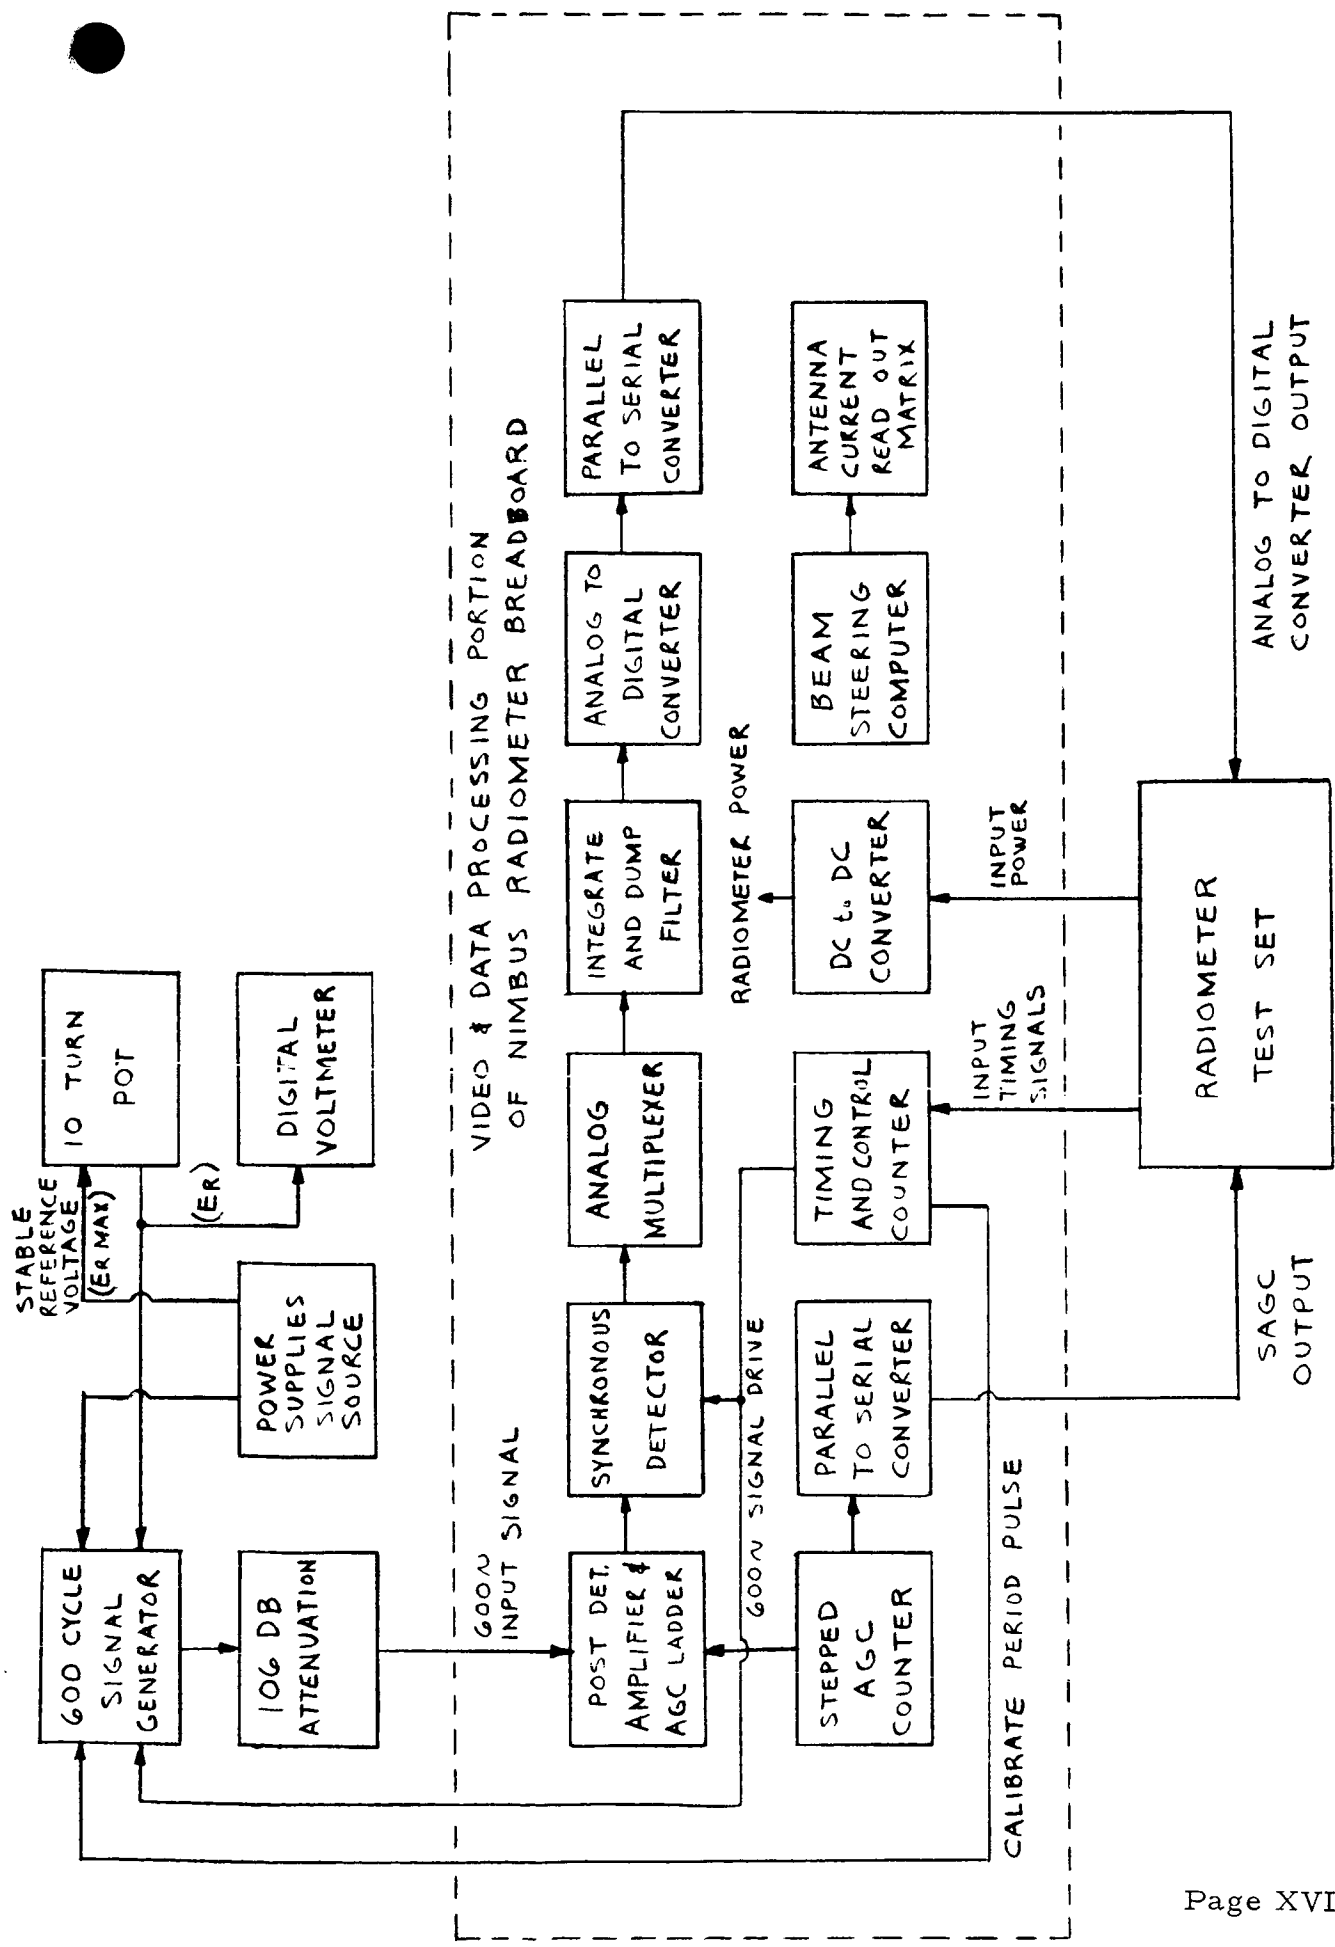 STABLE
REFERENCE
VOLTAGE
(ER MAX)
10 TURN
POT
(ER)
DIGITAL
VOLTMETER
POWER
SUPPLIES
SIGNAL
SOURCE
600 CYCLE
SIGNAL
GENERATOR
106 DB
ATTENUATION
VIDEO & DATA PROCESSING PORTION
OF NIMBUS RADIOMETER BREADBOARD
600~
INPUT SIGNAL
POST DET.
AMPLIFIER &
AGC LADDER
SYNCHRONOUS
DETECTOR
ANALOG
MULTIPLEXER
INTEGRATE
AND DUMP
FILTER
ANALOG TO
DIGITAL
CONVERTER
PARALLEL
TO SERIAL
CONVERTER
600~ SIGNAL DRIVE
RADIOMETER POWER
STEPPED
AGC
COUNTER
PARALLEL
TO SERIAL
CONVERTER
TIMING
AND CONTROL
COUNTER
DC to DC
CONVERTER
BEAM
STEERING
COMPUTER
ANTENNA
CURRENT
READ OUT
MATRIX
CALIBRATE PERIOD PULSE
INPUT
TIMING
SIGNALS
INPUT
POWER
SAGC
OUTPUT
RADIOMETER
TEST SET
ANALOG TO DIGITAL
CONVERTER OUTPUT
Page XVI